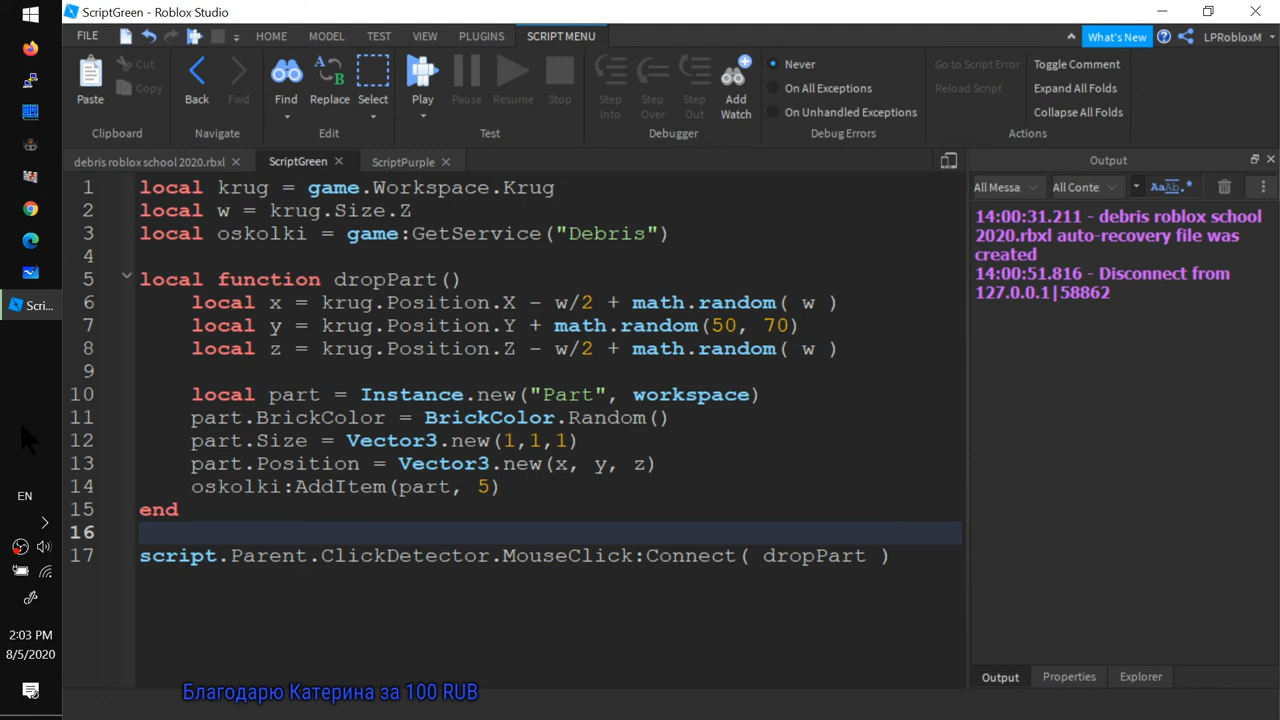 ScriptGreen - Roblox Studio
FILE HOME MODEL TEST VIEW PLUGINS SCRIPT MENU What's New LPRobloxM
Paste Cut Copy Back Fwd Find Replace Select Play Pause Resume Stop Step Into Step Over Step Out Add Watch
Never
On All Exceptions
On Unhandled Exceptions
Go to Script Error
Reload Script
Toggle Comment
Expand All Folds
Collapse All Folds
Clipboard Navigate Edit Test Debugger Debug Errors Actions
debris roblox school 2020.rbxl ScriptGreen ScriptPurple
1 local krug = game.Workspace.Krug
2 local w = krug.Size.Z
3 local oskolki = game:GetService("Debris")
4
5 local function dropPart()
6 local x = krug.Position.X - w/2 + math.random( w )
7 local y = krug.Position.Y + math.random(50, 70)
8 local z = krug.Position.Z - w/2 + math.random( w )
9
10 local part = Instance.new("Part", workspace)
11 part.BrickColor = BrickColor.Random()
12 part.Size = Vector3.new(1,1,1)
13 part.Position = Vector3.new(x, y, z)
14 oskolki:AddItem(part, 5)
15 end
16
17 script.Parent.ClickDetector.MouseClick:Connect( dropPart )
Output
All Messa All Conte AaAb.*
14:00:31.211 - debris roblox school
2020.rbxl auto-recovery file was
created
14:00:51.816 - Disconnect from
127.0.0.1|58862
Output Properties Explorer
Scri...
EN
2:03 PM
8/5/2020
Благодарю Катерина за 100 RUB